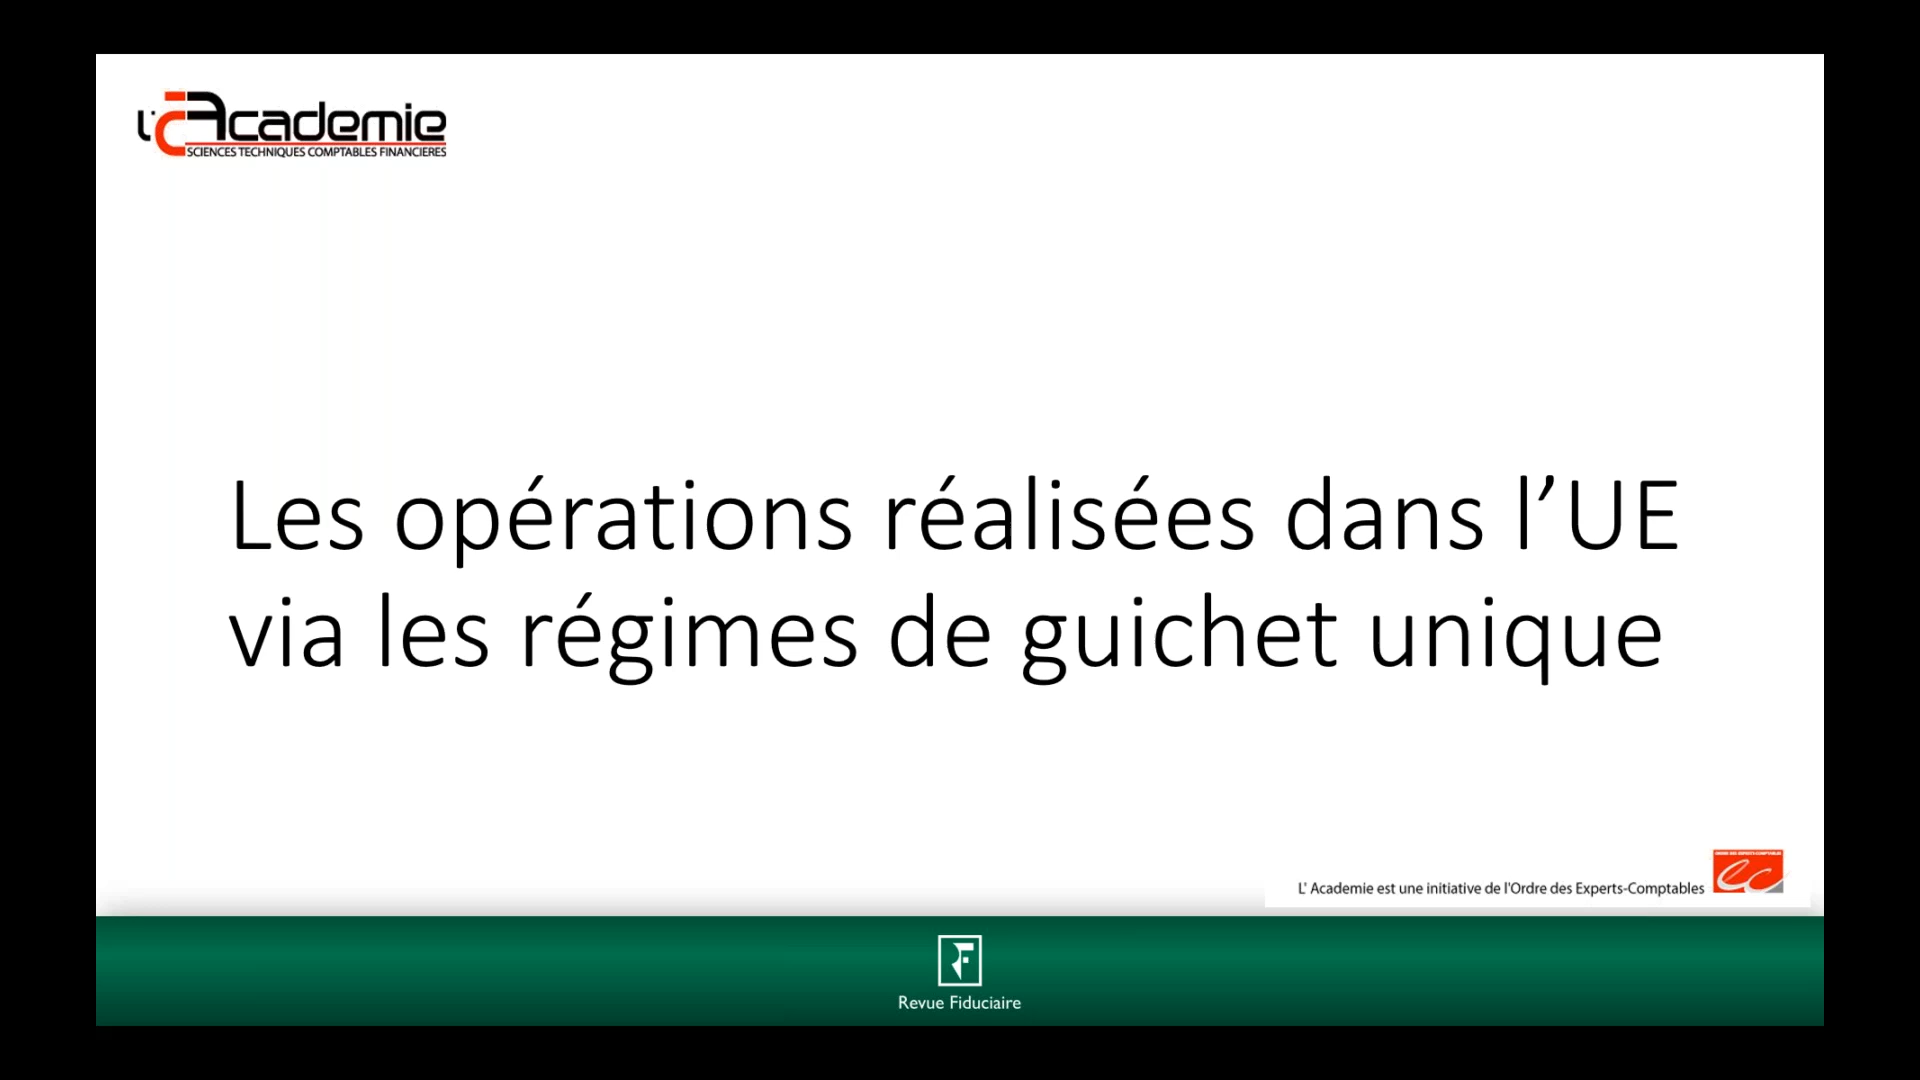 L'Academie
SCIENCES TECHNIQUES COMPTABLES FINANCIERES
Les opérations réalisées dans l’UE
via les régimes de guichet unique
L' Academie est une initiative de l'Ordre des Experts-Comptables
Revue Fiduciaire